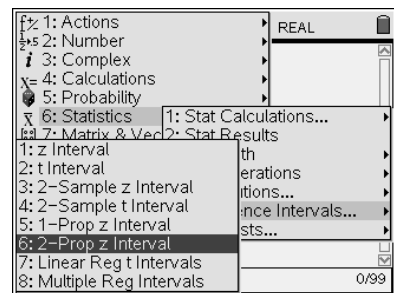 1: Actions
REAL
2: Number
3: Complex
4: Calculations
5: Probability
6: Statistics
1: Stat Calculations...
7: Matrix & Vec
2: Stat Results
1: z Interval
th
2: t Interval
erations
3: 2-Sample z Interval
tions...
4: 2-Sample t Interval
nce Intervals...
5: 1-Prop z Interval
sts...
6: 2-Prop z Interval
7: Linear Reg t Intervals
8: Multiple Reg Intervals
0/99